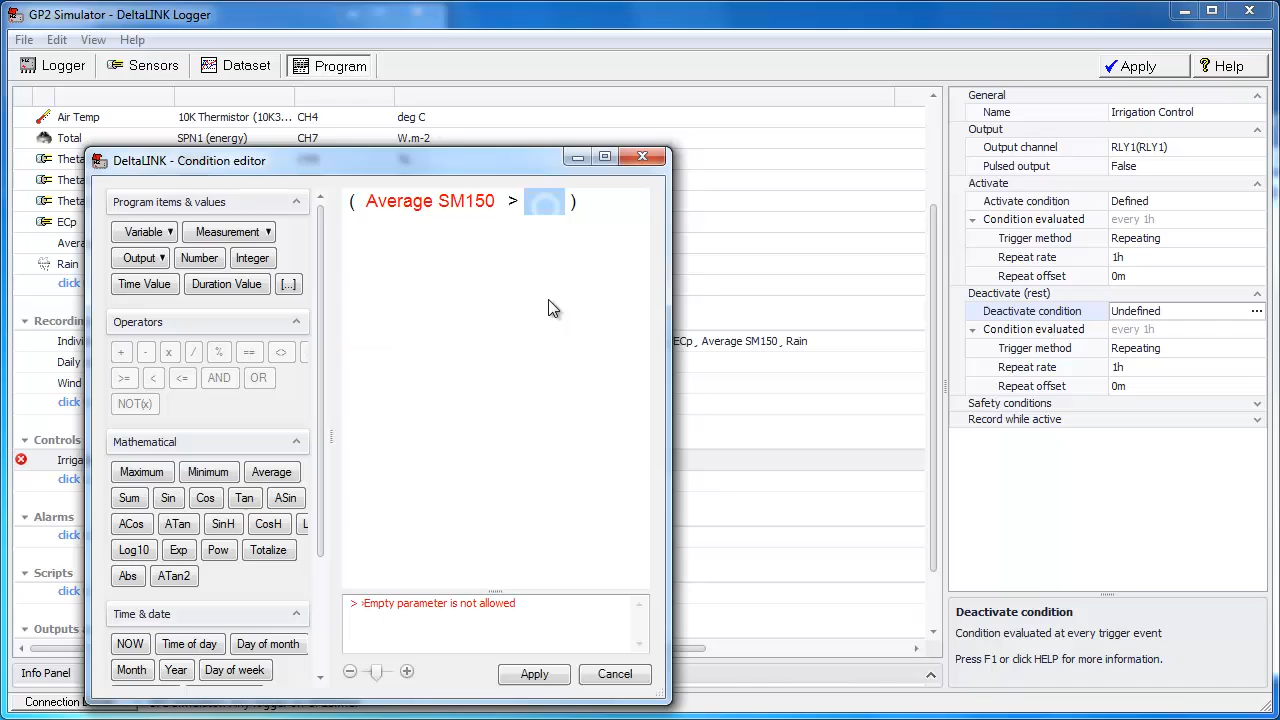 GP2 Simulator - DeltaLINK Logger
File Edit View Help
Logger Sensors Dataset Program Apply ? Help
Air Temp 10K Thermistor (10K3... CH4 deg C
Total SPN1 (energy) CH7 W.m-2
Theta
Theta
Theta
ECp
Avera
Rain
click
Recordin
Indivi ECp, Average SM150, Rain
Daily
Wind
click
Controls
Irriga
click
Alarms
click
Scripts
click
Outputs a
Info Panel
Connection
DeltaLINK - Condition editor
Program items & values
Variable Measurement
Output Number Integer
Time Value Duration Value [...]
Operators
+ - x / % == <>
>= < <= AND OR
NOT(x)
Mathematical
Maximum Minimum Average
Sum Sin Cos Tan ASin
ACos ATan SinH CosH L
Log10 Exp Pow Totalize
Abs ATan2
Time & date
NOW Time of day Day of month
Month Year Day of week
( Average SM150 > )
> :Empty parameter is not allowed
Apply Cancel
General
Name Irrigation Control
Output
Output channel RLY1(RLY1)
Pulsed output False
Activate
Activate condition Defined
Condition evaluated every 1h
Trigger method Repeating
Repeat rate 1h
Repeat offset 0m
Deactivate (rest)
Deactivate condition Undefined ...
Condition evaluated every 1h
Trigger method Repeating
Repeat rate 1h
Repeat offset 0m
Safety conditions
Record while active
Deactivate condition
Condition evaluated at every trigger event
Press F1 or click HELP for more information.